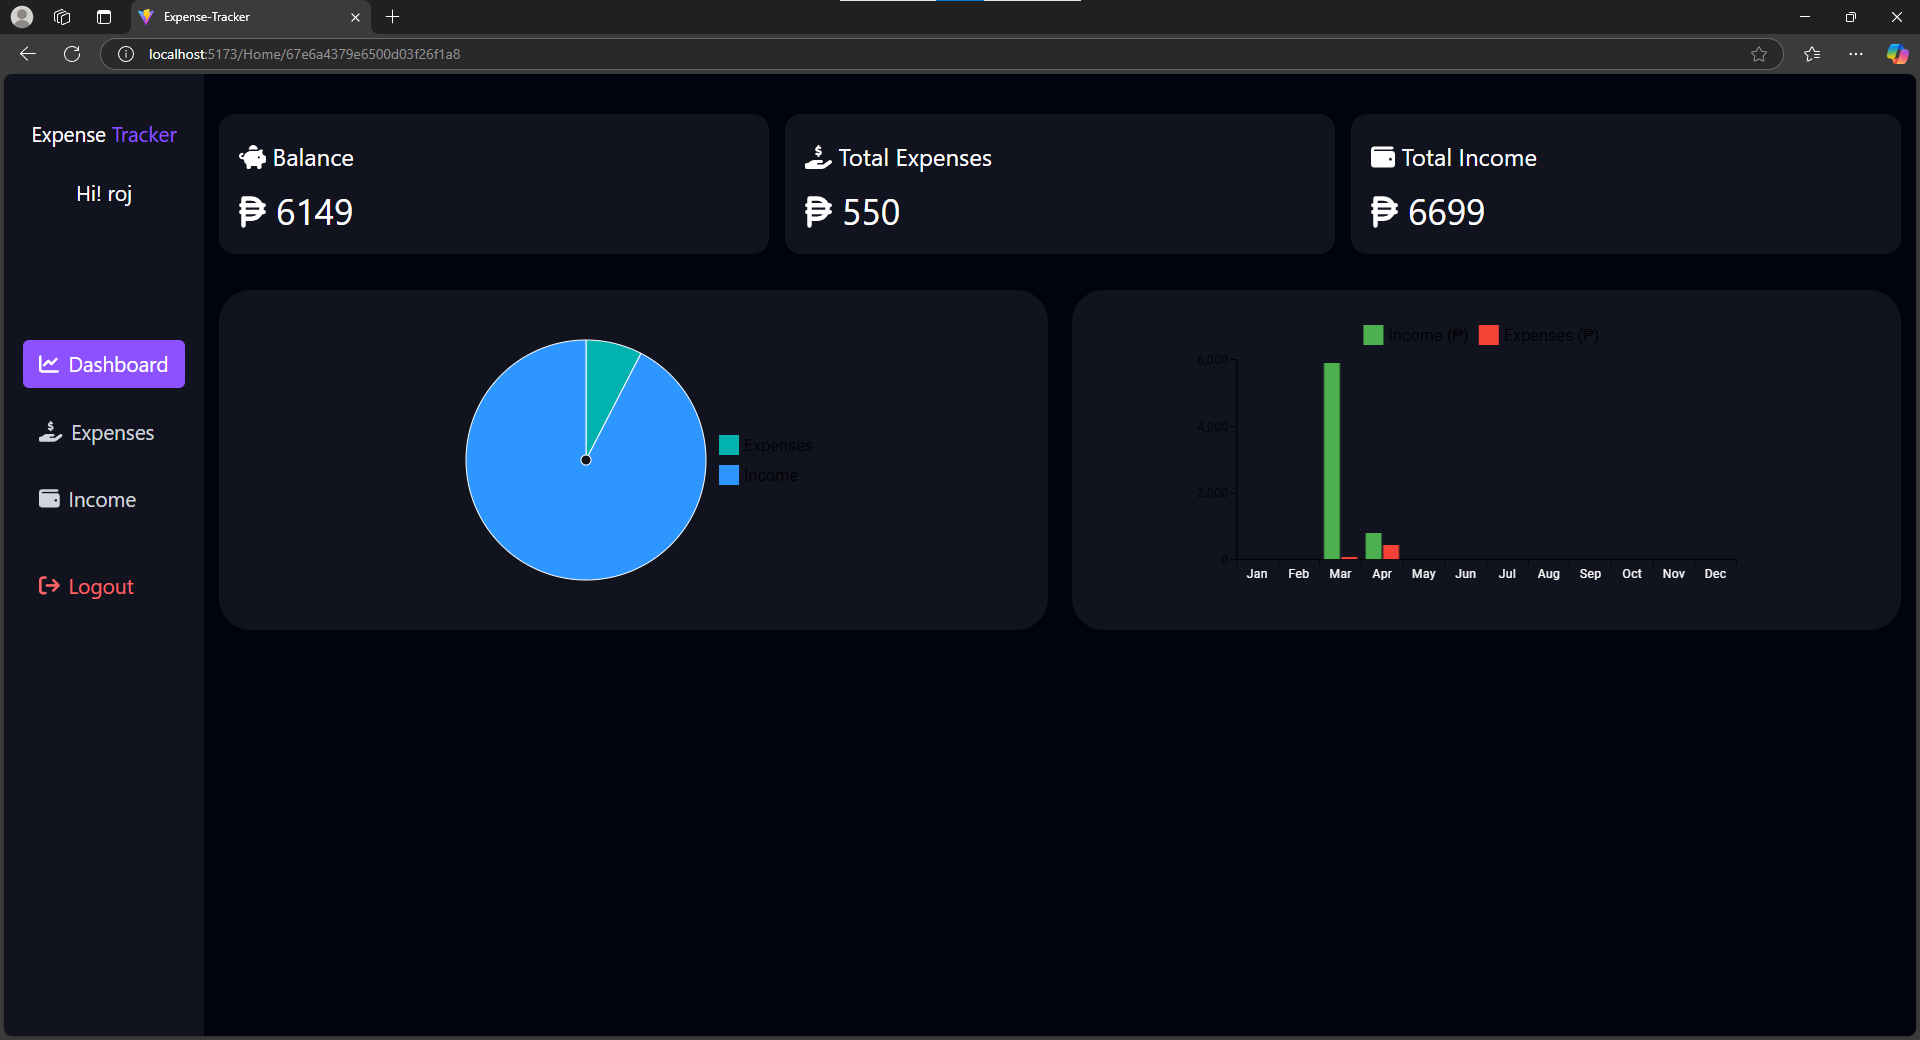 Expense-Tracker
localhost:5173/Home/67e6a4379e6500d03f26f1a8
Expense Tracker
Hi! roj
Dashboard
Expenses
Income
Logout
Balance
₱ 6149
Total Expenses
₱ 550
Total Income
₱ 6699
Expenses
Income
Income (₱) Expenses (₱)
6,000
4,000
2,000
0
Jan Feb Mar Apr May Jun Jul Aug Sep Oct Nov Dec